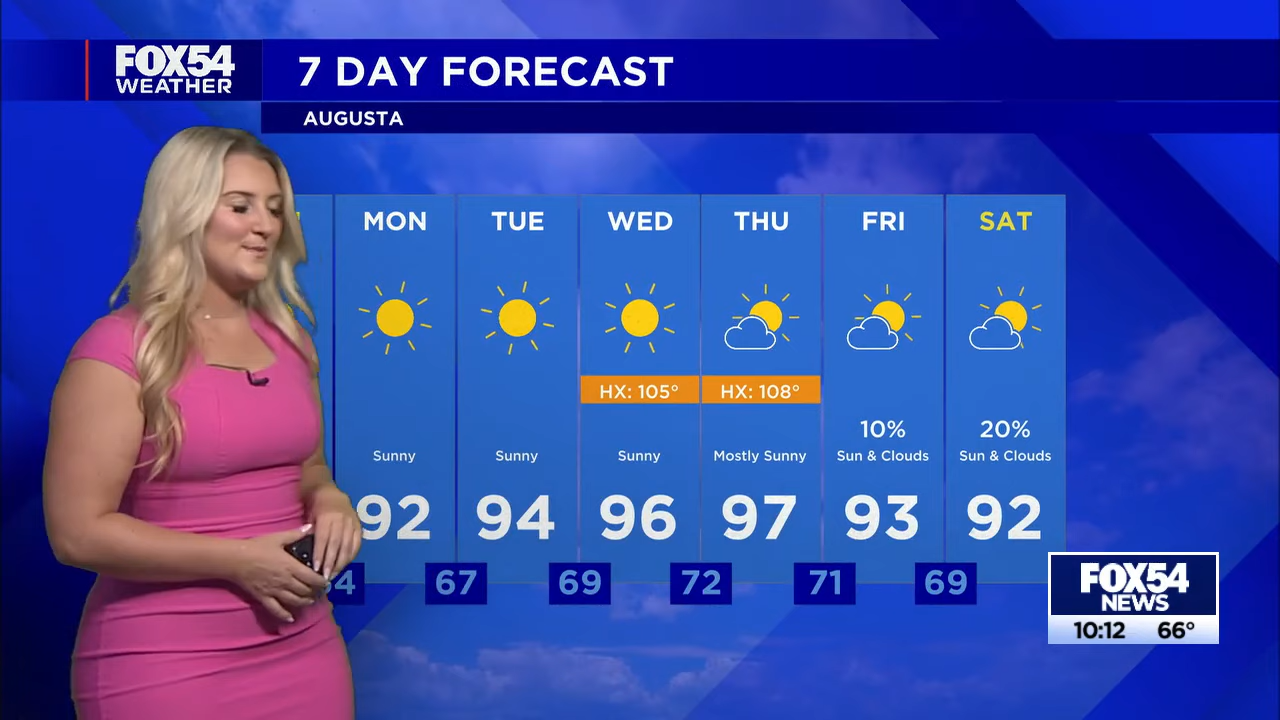 FOX54
WEATHER
7 DAY FORECAST
AUGUSTA
MON TUE WED THU FRI SAT
HX: 105° HX: 108°
10% 20%
Sunny Sunny Sunny Mostly Sunny Sun & Clouds Sun & Clouds
92 94 96 97 93 92
67 69 72 71 69
FOX54
NEWS
10:12 66°